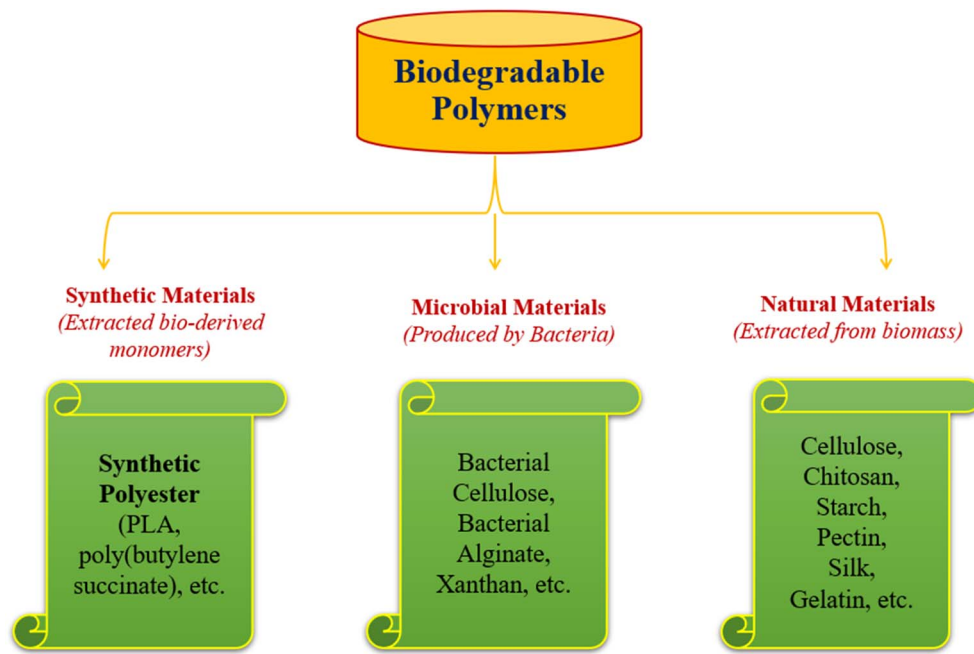 Biodegradable
Polymers
Synthetic Materials
(Extracted bio-derived
monomers)
Microbial Materials
(Produced by Bacteria)
Natural Materials
(Extracted from biomass)
Synthetic
Polyester
(PLA,
poly(butylene
succinate), etc.
Bacterial
Cellulose,
Bacterial
Alginate,
Xanthan, etc.
Cellulose,
Chitosan,
Starch,
Pectin,
Silk,
Gelatin, etc.